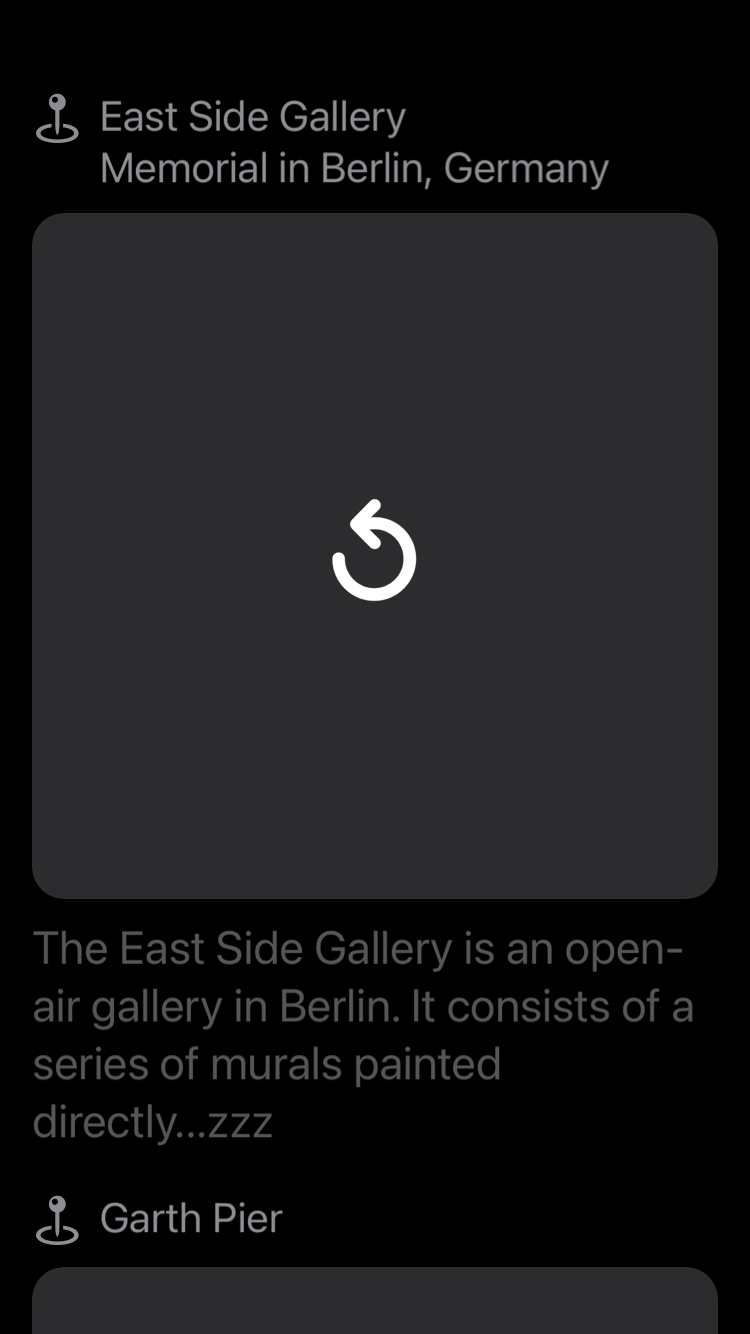 East Side Gallery
Memorial in Berlin, Germany
The East Side Gallery is an open-
air gallery in Berlin. It consists of a
series of murals painted
directly...zzz
Garth Pier